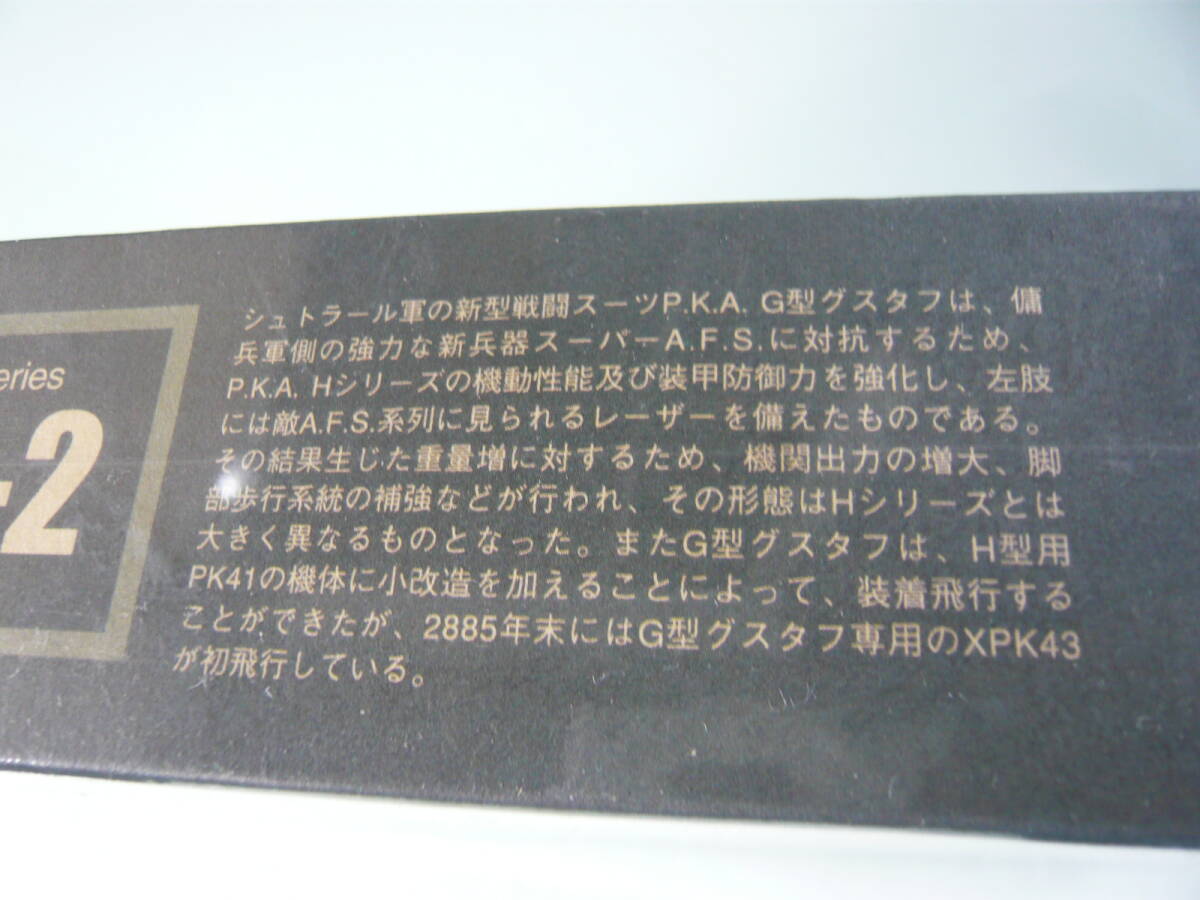 eries
-2
シュトラール軍の新型戦闘スーツP.K.A. G型グスタフは、傭
兵軍側の強力な新兵器スーパーA.F.S.に対抗するため、
P.K.A. Hシリーズの機動性能及び装甲防御力を強化し、左肢
には敵A.F.S.系列に見られるレーザーを備えたものである。
その結果生じた重量増に対するため、機関出力の増大、脚
部歩行系統の補強などが行われ、その形態はHシリーズとは
大きく異なるものとなった。またG型グスタフは、H型用
PK41の機体に小改造を加えることによって、装着飛行する
ことができたが、2885年末にはG型グスタフ専用のXPK43
が初飛行している。